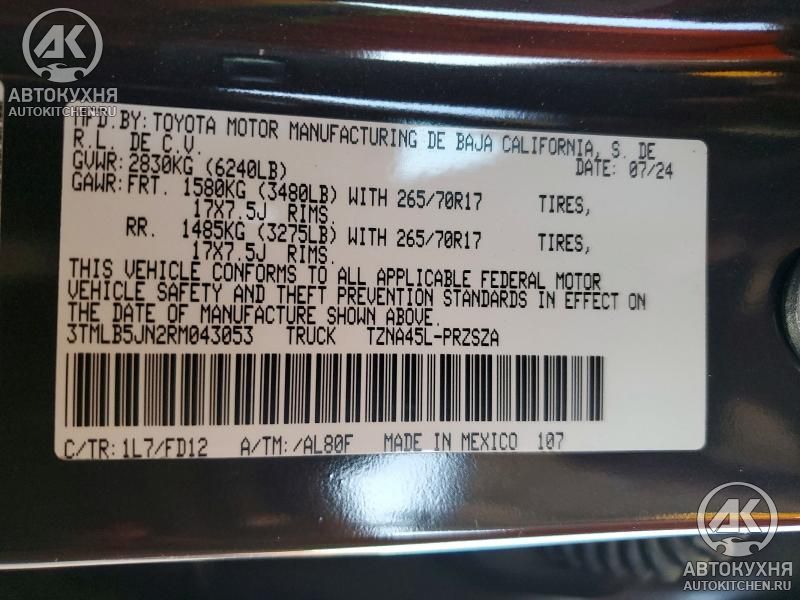 АК
АВТОКУХНЯ
AUTOKITCHEN.RU
MFD.BY: TOYOTA MOTOR MANUFACTURING DE BAJA CALIFORNIA, S. DE
R.L. DE C.V. DATE: 07/24
GVWR: 2830KG (6240LB)
GAWR: FRT. 1580KG (3480LB) WITH 265/70R17 TIRES,
17X7.5J RIMS.
RR. 1485KG (3275LB) WITH 265/70R17 TIRES,
17X7.5J RIMS.
THIS VEHICLE CONFORMS TO ALL APPLICABLE FEDERAL MOTOR
VEHICLE SAFETY AND THEFT PREVENTION STANDARDS IN EFFECT ON
THE DATE OF MANUFACTURE SHOWN ABOVE.
3TMLB5JN2RM043053 TRUCK TZNA45L-PRZSZA
C/TR: 1L7/FD12 A/TM: /AL80F MADE IN MEXICO 107
АК
АВТОКУХНЯ
AUTOKITCHEN.RU